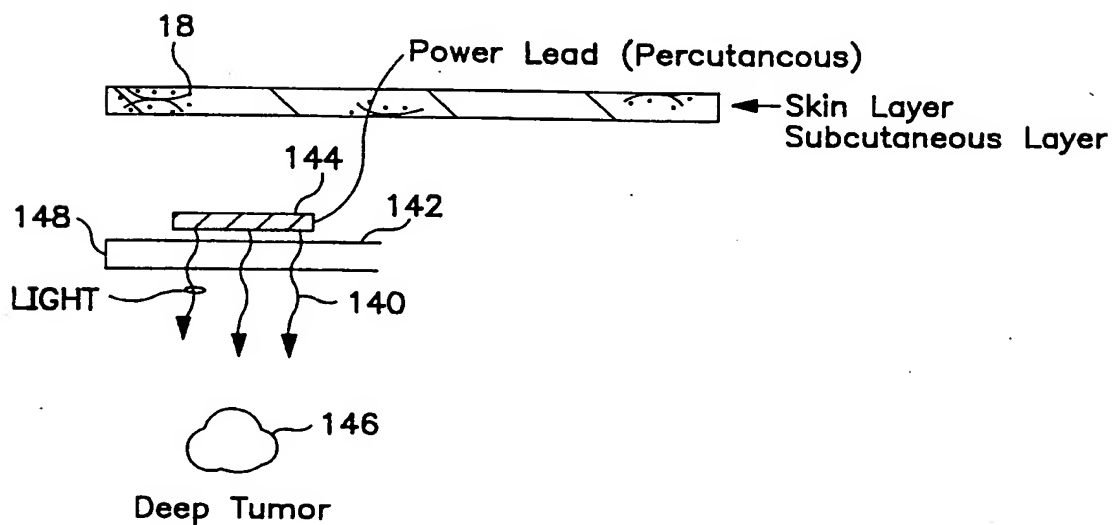 18
Power Lead (Percutancous)
Skin Layer
Subcutaneous Layer
144
142
148
LIGHT
140
146
Deep Tumor